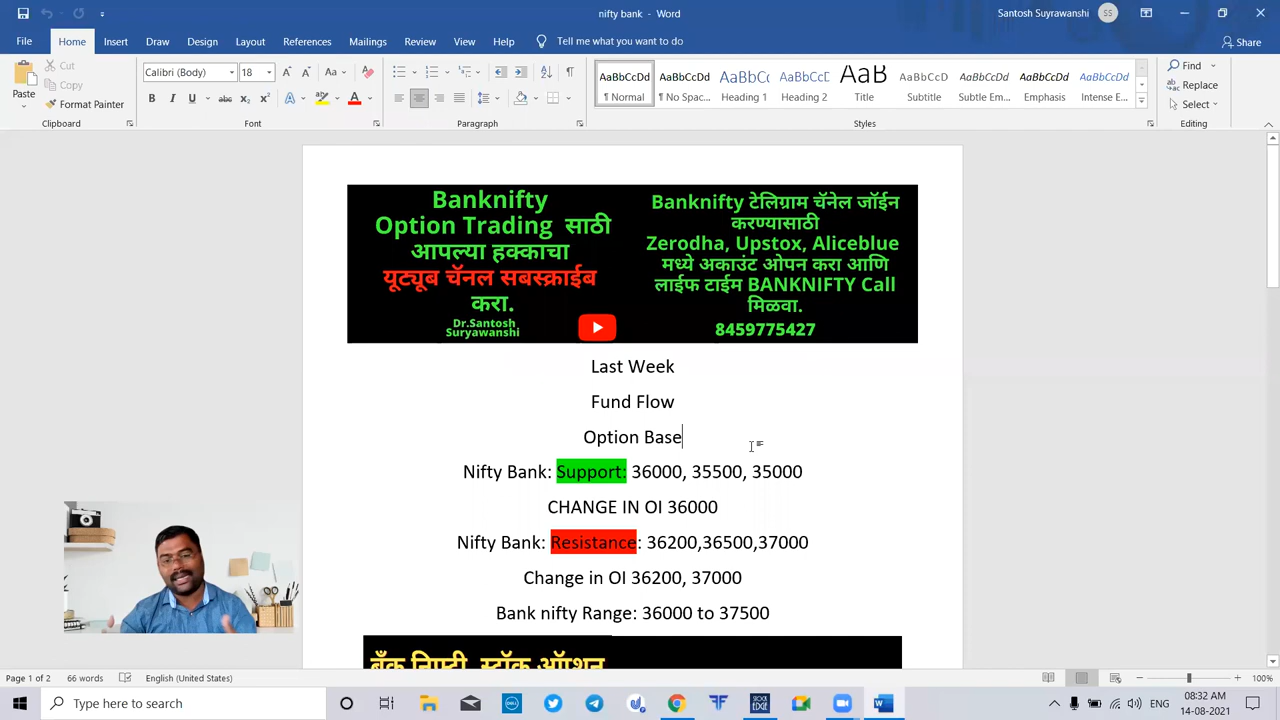 Santosh Suryawanshi
SS
File
Home
Insert
Draw
Design
Layout
References
Mailings
Review
View
Help
Tell me what you want to do
Share
Paste
Cut
Copy
Format Painter
Clipboard
Calibri (Body)
18
Font
Paragraph
AaBbCcDd
¶ Normal
AaBbCcDd
¶ No Spac...
Heading 1
Heading 2
Title
AaBbCcD
Subtitle
AaBbCcDd
Subtle Em...
AaBbCcDd
Emphasis
AaBbCcDd
Intense E...
Styles
Find
Replace
Select
Editing
Banknifty
Option Trading साठी
आपल्या हक्काचा
यूट्यूब चॅनल सबस्क्राईब
करा.
Dr.Santosh
Suryawanshi
Banknifty टेलिग्राम चॅनेल जॉईन
करण्यासाठी
Zerodha, Upstox, Aliceblue
मध्ये अकाउंट ओपन करा आणि
लाईफ टाईम BANKNIFTY Call
मिळवा.
8459775427
Last Week
Fund Flow
Option Base
Nifty Bank: Support: 36000, 35500, 35000
CHANGE IN OI 36000
Nifty Bank: Resistance: 36200,36500,37000
Change in OI 36200, 37000
Bank nifty Range: 36000 to 37500
बँक निफ्टी स्टॉक ऑप्शन
Page 1 of 2
66 words
English (United States)
100%
Type here to search
ENG
08:32 AM
14-08-2021